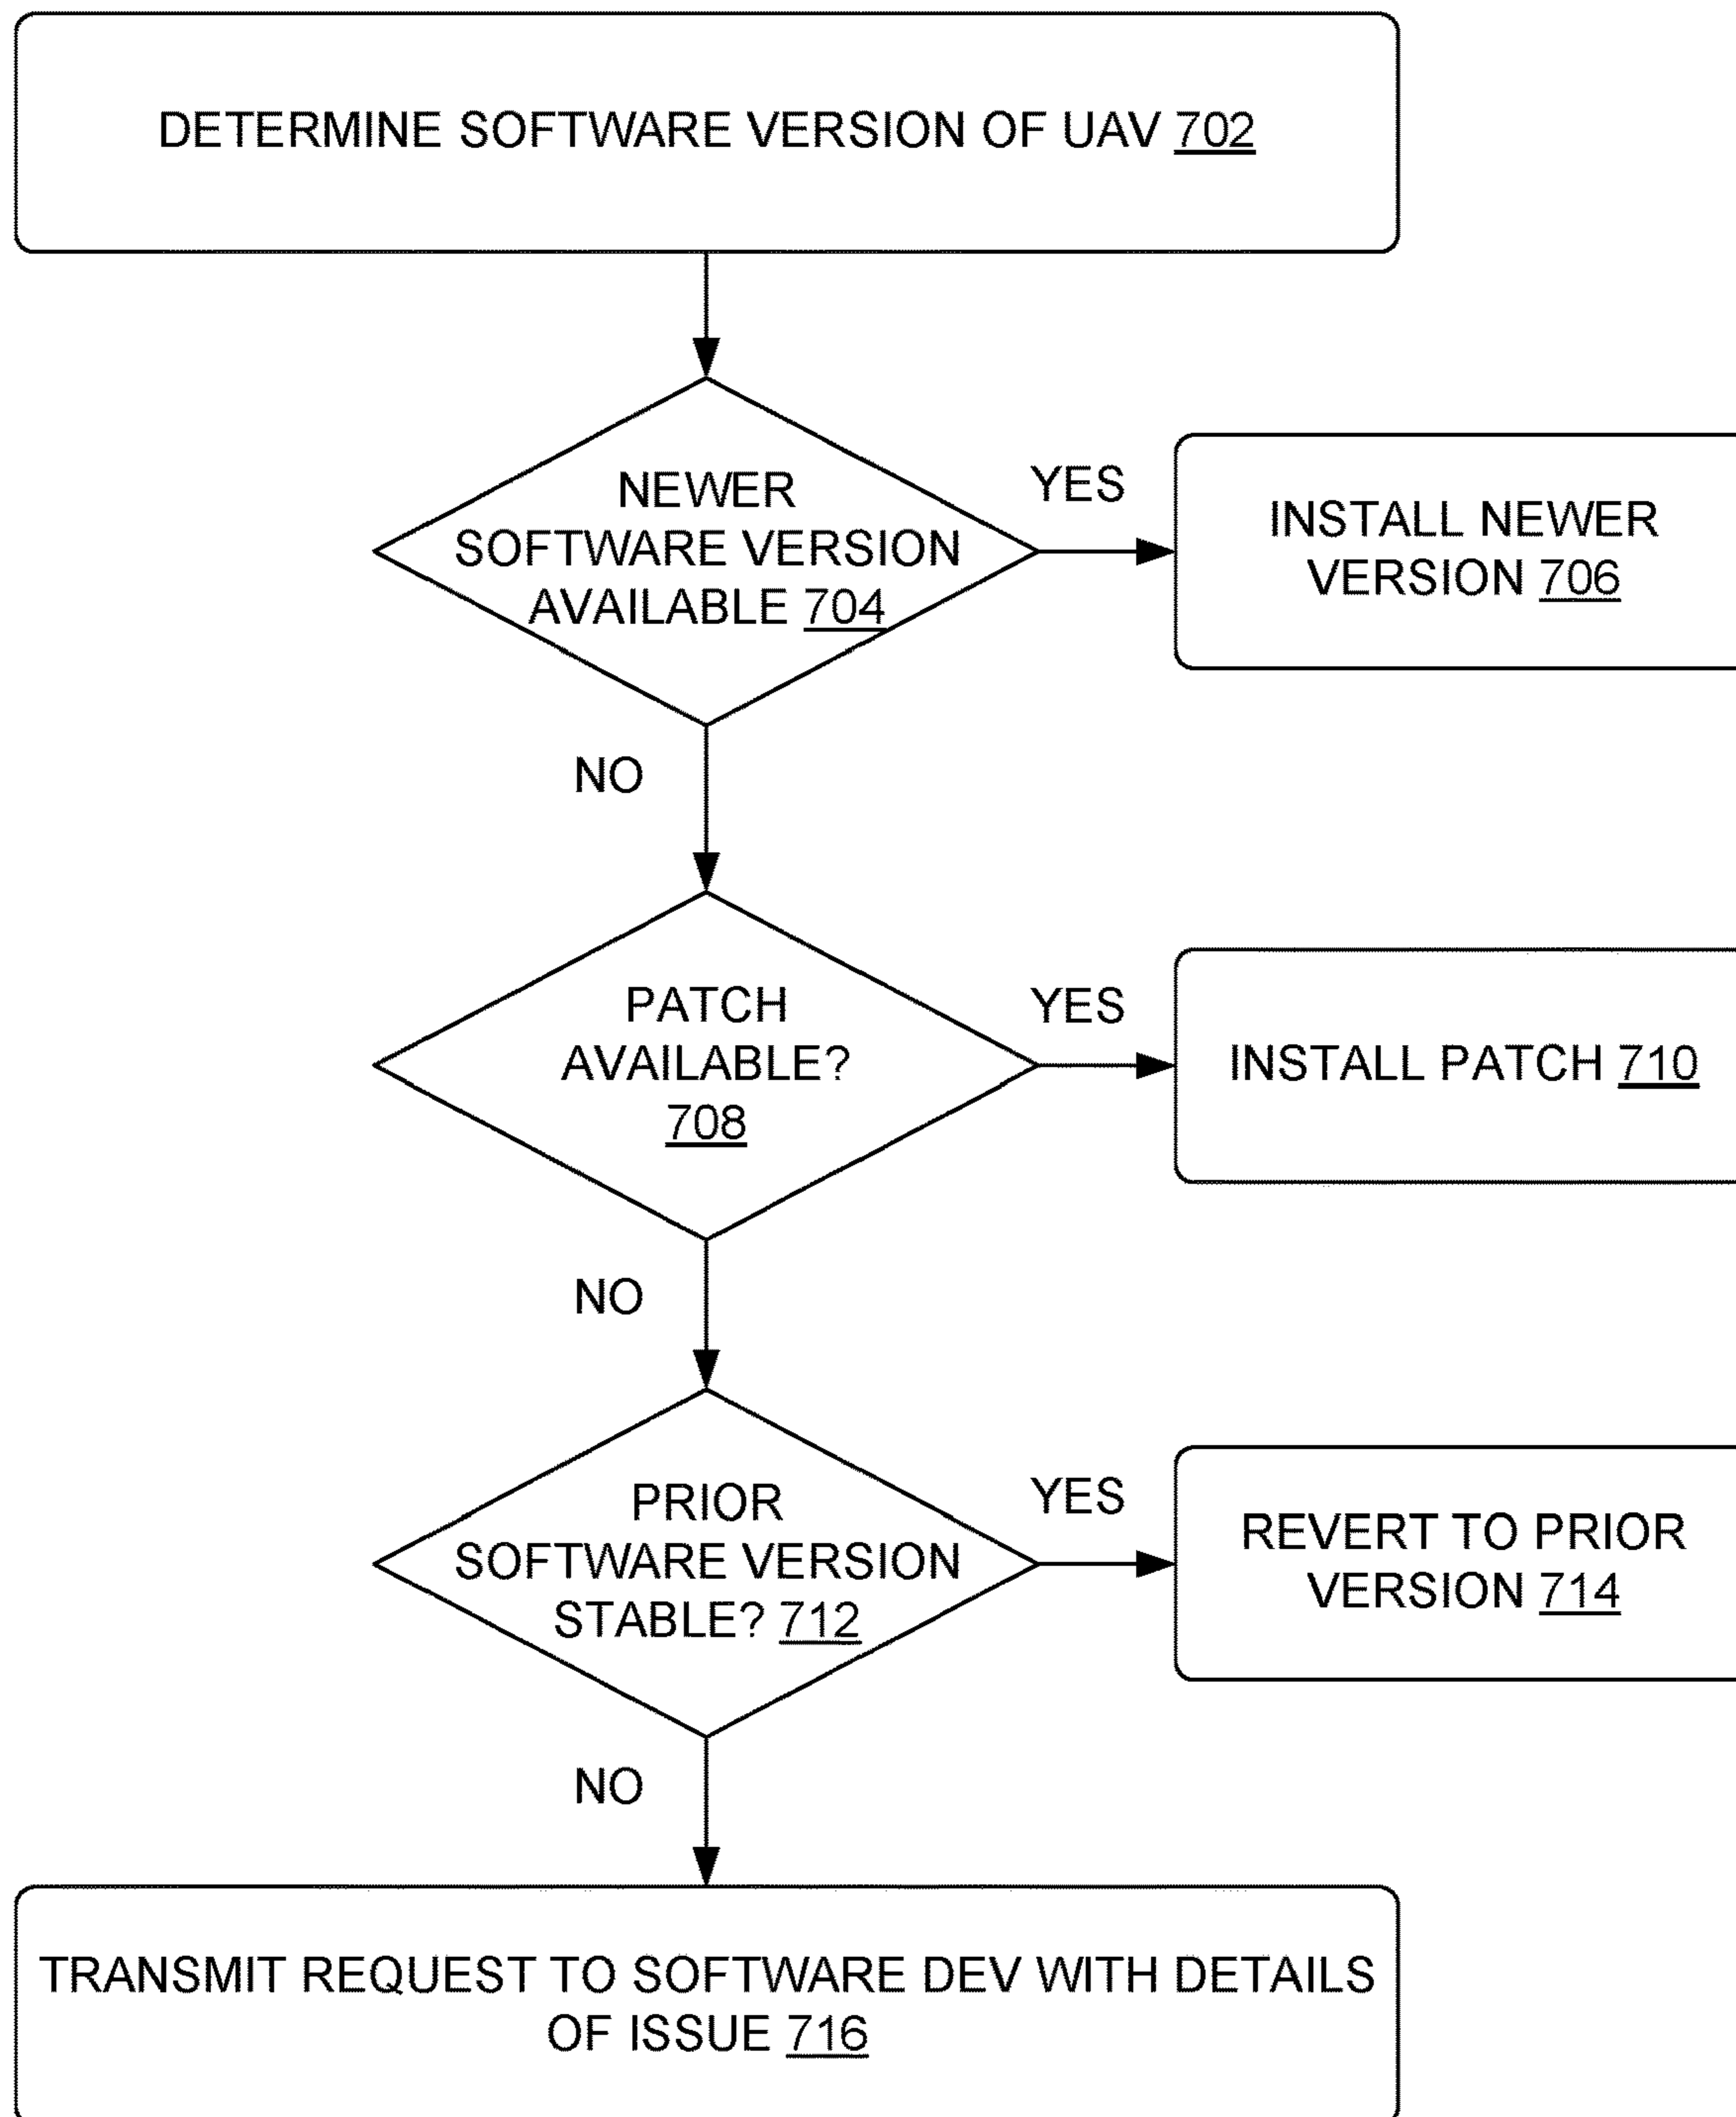 DETERMINE SOFTWARE VERSION OF UAV 702
NEWER
SOFTWARE VERSION
AVAILABLE 704
YES
INSTALL NEWER
VERSION 706
NO
PATCH
AVAILABLE?
708
YES
INSTALL PATCH 710
NO
PRIOR
SOFTWARE VERSION
STABLE? 712
YES
REVERT TO PRIOR
VERSION 714
NO
TRANSMIT REQUEST TO SOFTWARE DEV WITH DETAILS
OF ISSUE 716